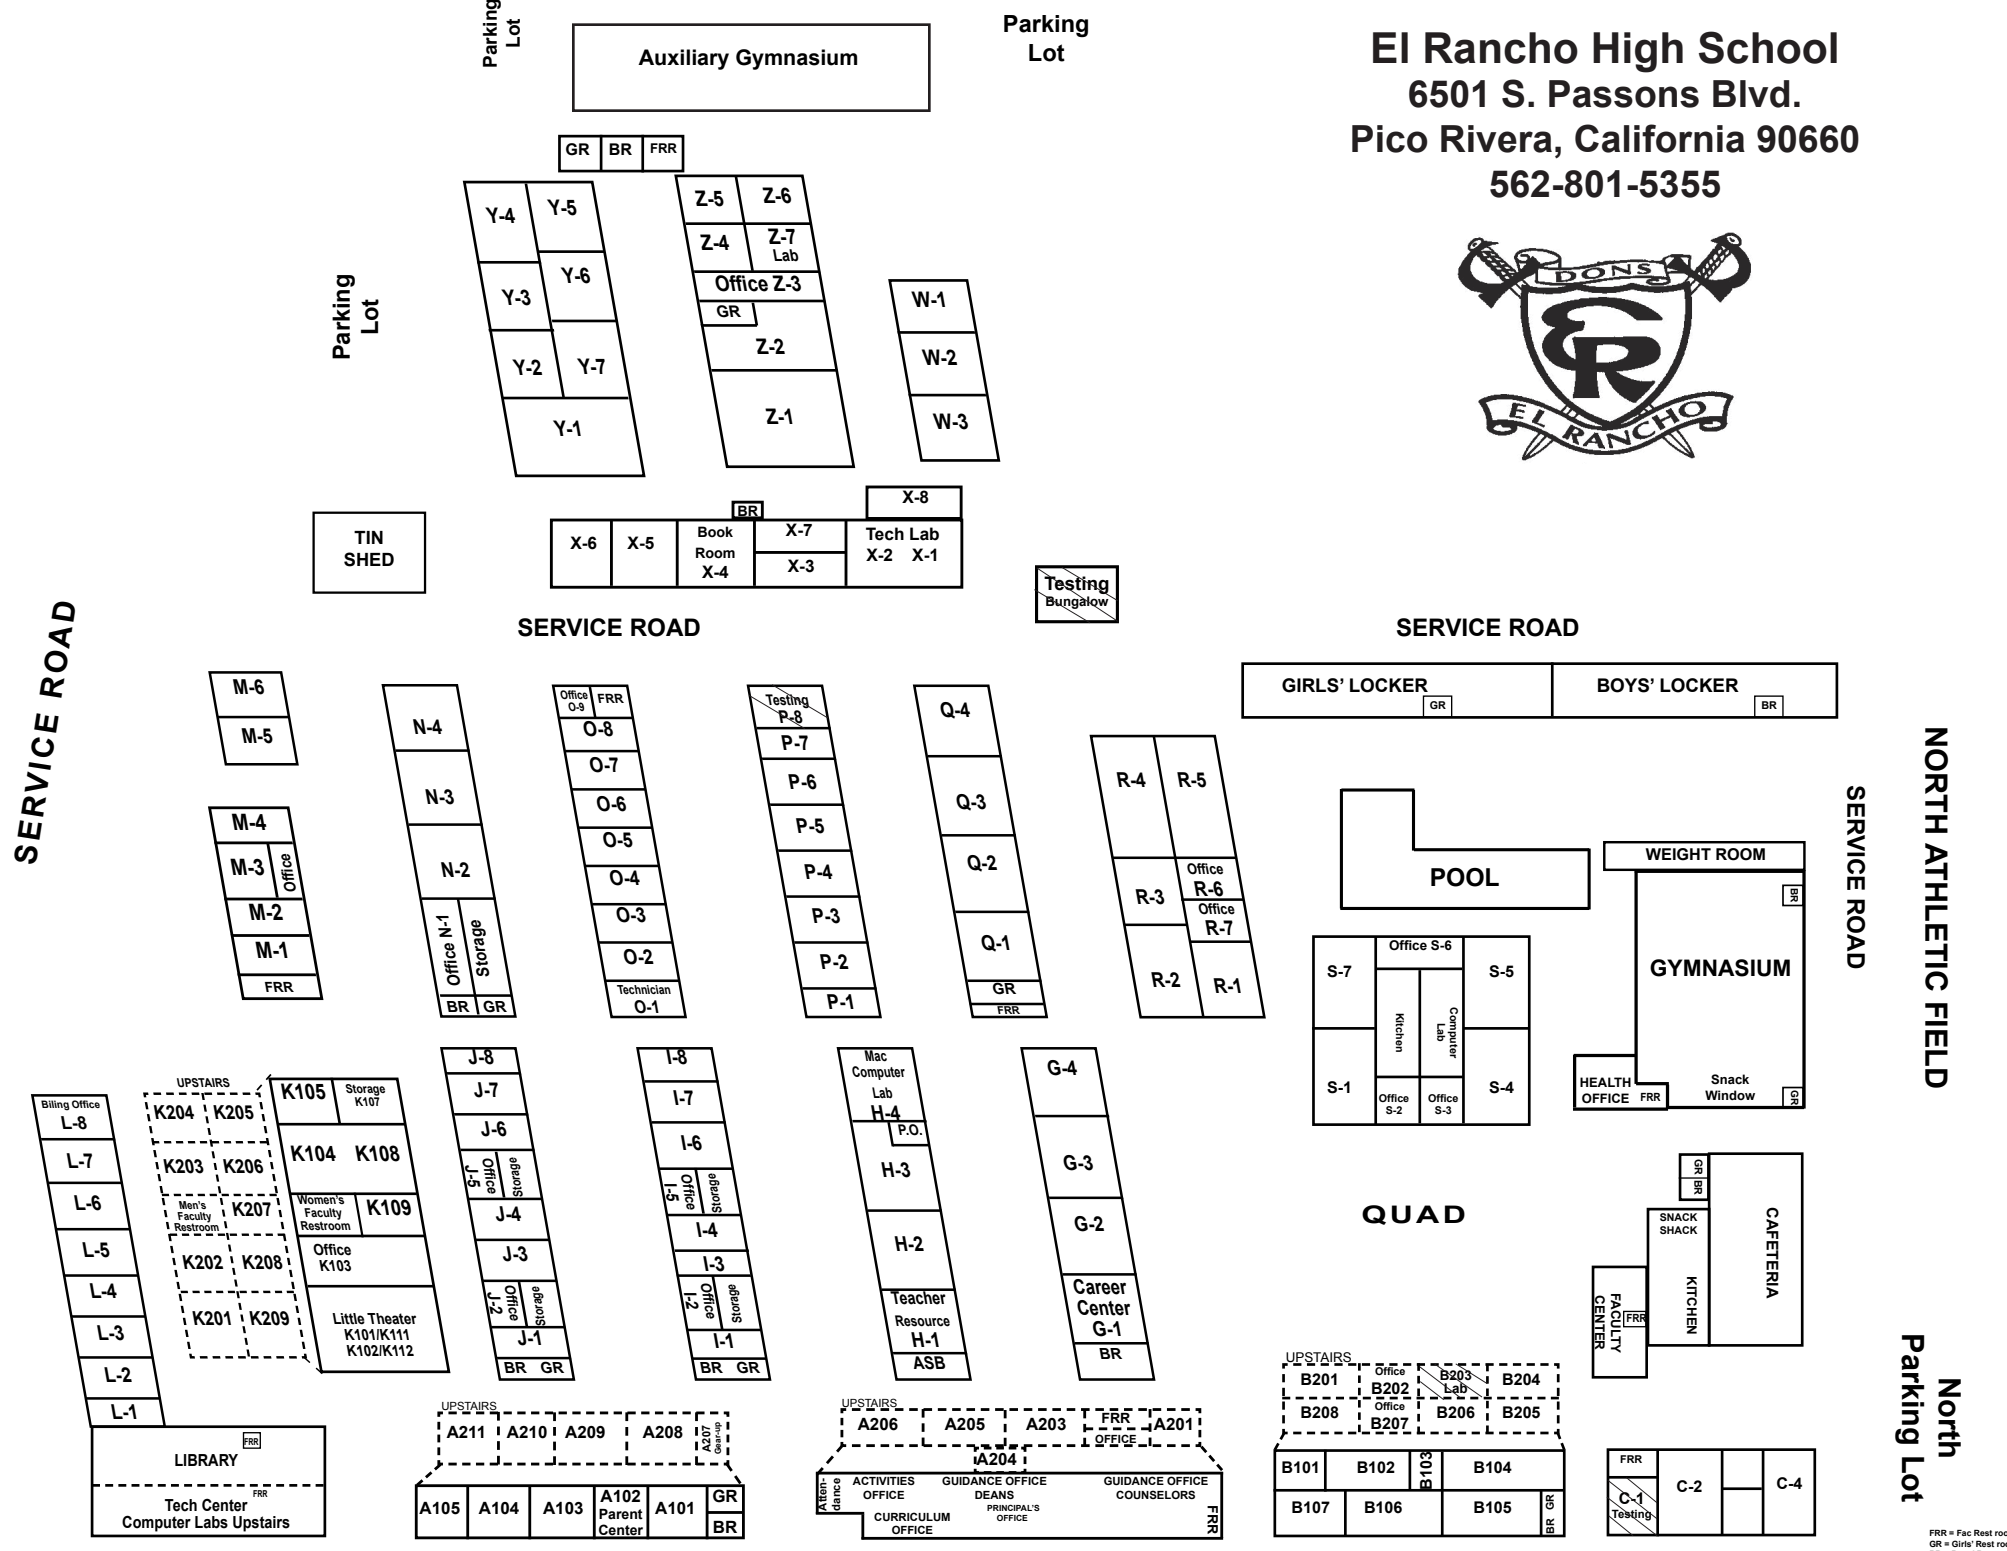 Parking
Lot
Auxiliary Gymnasium
Parking
Lot
El Rancho High School
6501 S. Passons Blvd.
Pico Rivera, California 90660
562-801-5355
DONS
ER
EL RANCHO
GR BR FRR
Y-4 Y-5
Y-3 Y-6
Y-2 Y-7
Y-1
Z-5 Z-6
Z-4 Z-7
Lab
Office Z-3
GR
Z-2
Z-1
W-1
W-2
W-3
Parking
Lot
TIN
SHED
X-6 X-5
Book
Room
X-4
BR
X-7
X-3
X-8
Tech Lab
X-2 X-1
Testing
Bungalow
SERVICE ROAD
SERVICE ROAD
SERVICE ROAD
M-6
M-5
M-4
M-3 Office
M-2
M-1
FRR
N-4
N-3
N-2
Office N-1
Storage
BR GR
Office
O-9
FRR
O-8
O-7
O-6
O-5
O-4
O-3
O-2
Technician
O-1
Testing
P-8
P-7
P-6
P-5
P-4
P-3
P-2
P-1
Q-4
Q-3
Q-2
Q-1
GR
FRR
R-4 R-5
R-3
Office
R-6
Office
R-7
R-2 R-1
GIRLS' LOCKER
GR
BOYS' LOCKER
BR
POOL
WEIGHT ROOM
BR
GYMNASIUM
Snack
Window
GR
HEALTH
OFFICE FRR
SERVICE ROAD
NORTH ATHLETIC FIELD
Office S-6
S-7 S-5
Kitchen
Computer
Lab
S-1 S-4
Office
S-2
Office
S-3
Biling Office
L-8
L-7
L-6
L-5
L-4
L-3
L-2
L-1
UPSTAIRS
K204 K205
K203 K206
Men's
Faculty
Restroom
K207
K202 K208
K201 K209
K105
Storage
K107
K104 K108
Women's
Faculty
Restroom
K109
Office
K103
Little Theater
K101/K111
K102/K112
J-8
J-7
J-6
Office
J-5
Storage
J-4
J-3
Office
J-2
Storage
J-1
BR GR
I-8
I-7
I-6
Office
I-5
Storage
I-4
I-3
Office
I-2
Storage
I-1
BR GR
Mac
Computer
Lab
H-4
P.O.
H-3
H-2
Teacher
Resource
H-1
ASB
G-4
G-3
G-2
Career
Center
G-1
BR
QUAD
GR
BR
SNACK
SHACK
KITCHEN
CAFETERIA
FACULTY
CENTER
FRR
North
Parking Lot
FRR
LIBRARY
FRR
Tech Center
Computer Labs Upstairs
UPSTAIRS
A211 A210 A209 A208
A207
Gear-up
A105 A104 A103
A102
Parent
Center
A101
GR
BR
UPSTAIRS
A206 A205 A203
FRR
OFFICE
A201
A204
Atten-
dance
ACTIVITIES
OFFICE
GUIDANCE OFFICE
DEANS
PRINCIPAL'S
OFFICE
GUIDANCE OFFICE
COUNSELORS
CURRICULUM
OFFICE
FRR
UPSTAIRS
B201
Office
B202
B203
Lab
B204
B208
Office
B207
B206 B205
B101 B102 B103 B104
B107 B106 B105
BR GR
FRR
C-1
Testing
C-2
C-4
FRR = Fac Rest roo
GR = Girls' Rest roo